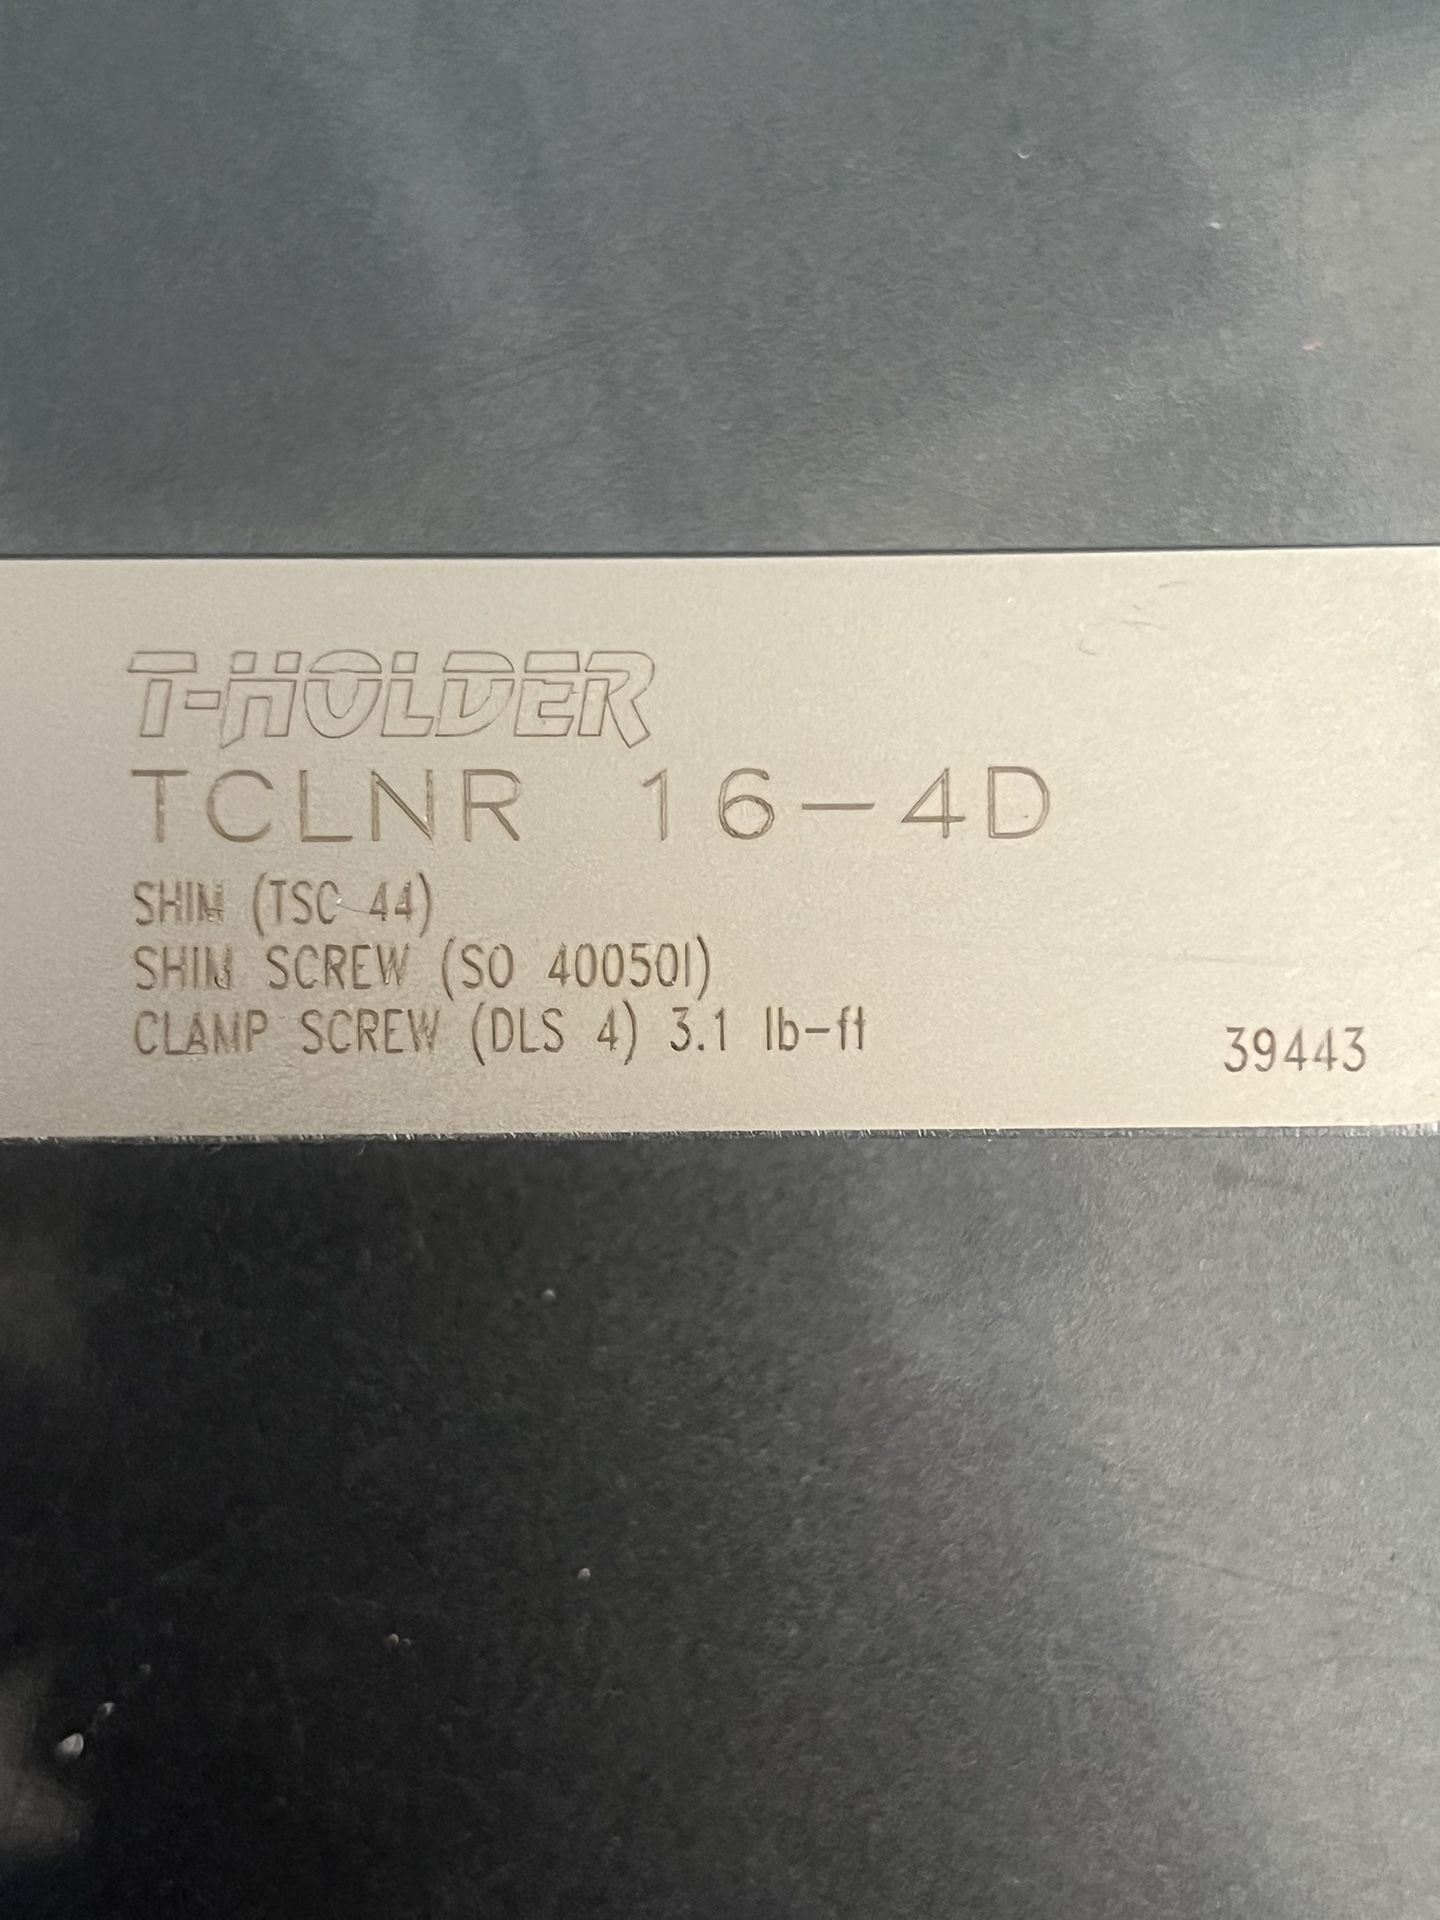 T-HOLDER
TCLNR 16-4D
SHIM (TSC 44)
SHIM SCREW (SO 400501)
CLAMP SCREW (DLS 4) 3.1 lb-ft
39443